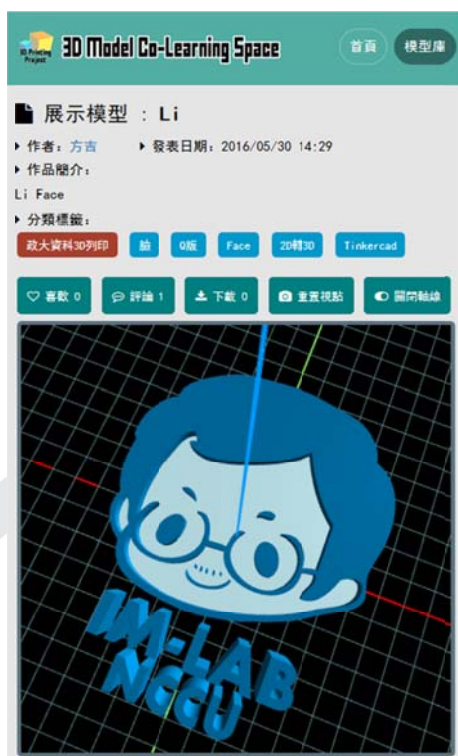 3D Printing Project
3D Model Co-Learning Space
首頁 模型庫
展示模型 : Li
作者: 方吉 發表日期: 2016/05/30 14:29
作品簡介:
Li Face
分類標籤:
政大資料3D列印 臉 Q版 Face 2D轉3D Tinkercad
喜歡 0 評論 1 下載 0 重置視點 關閉軸線
IM-LAB
NCCU